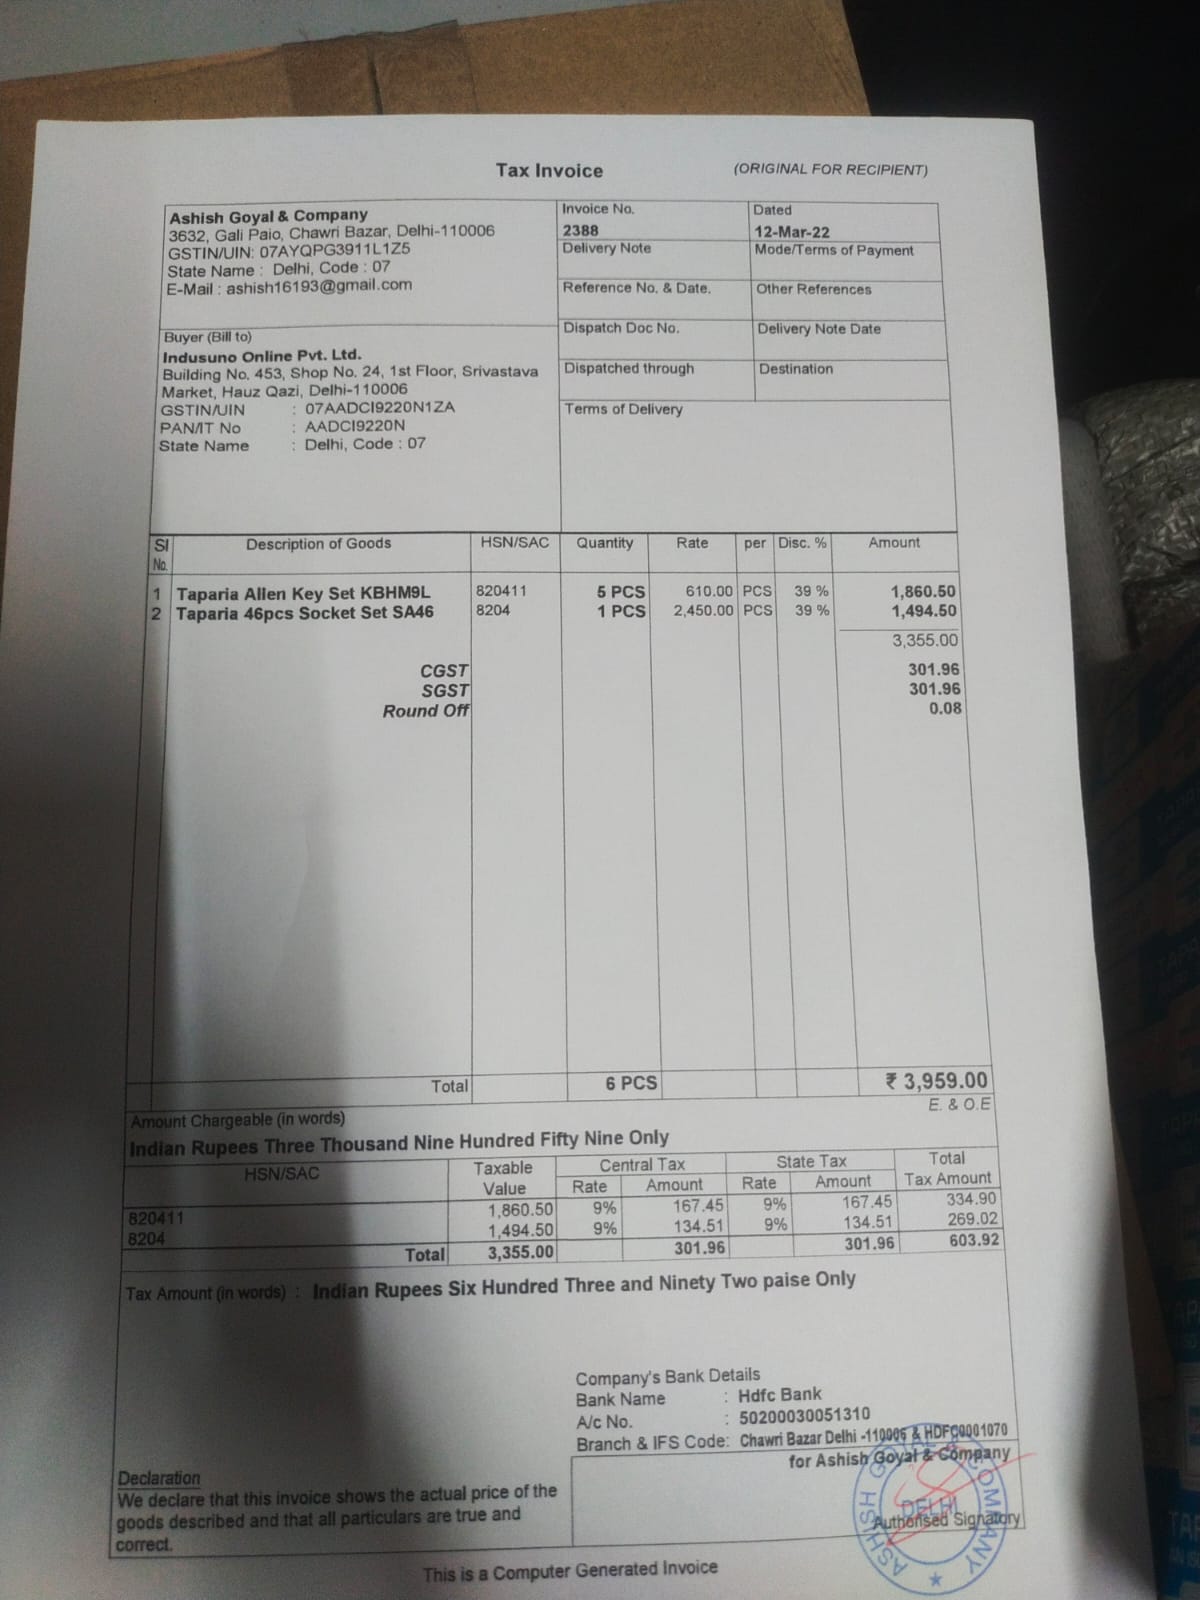 Tax Invoice
(ORIGINAL FOR RECIPIENT)
Ashish Goyal & Company
3632, Gali Paio, Chawri Bazar, Delhi-110006
GSTIN/UIN: 07AYQPG3911L1Z5
State Name : Delhi, Code : 07
E-Mail : ashish16193@gmail.com
Invoice No.
2388
Dated
12-Mar-22
Delivery Note
Mode/Terms of Payment
Reference No. & Date.
Other References
Buyer (Bill to)
Indusuno Online Pvt. Ltd.
Building No. 453, Shop No. 24, 1st Floor, Srivastava
Market, Hauz Qazi, Delhi-110006
GSTIN/UIN : 07AADCI9220N1ZA
PAN/IT No : AADCI9220N
State Name : Delhi, Code : 07
Dispatch Doc No.
Delivery Note Date
Dispatched through
Destination
Terms of Delivery
Sl No. Description of Goods HSN/SAC Quantity Rate per Disc. % Amount
1 Taparia Allen Key Set KBHM9L 820411 5 PCS 610.00 PCS 39 % 1,860.50
2 Taparia 46pcs Socket Set SA46 8204 1 PCS 2,450.00 PCS 39 % 1,494.50
3,355.00
CGST 301.96
SGST 301.96
Round Off 0.08
Total 6 PCS ₹ 3,959.00
Amount Chargeable (in words)
E. & O.E
Indian Rupees Three Thousand Nine Hundred Fifty Nine Only
HSN/SAC Taxable Value Central Tax Rate Amount State Tax Rate Amount Total Tax Amount
820411 1,860.50 9% 167.45 9% 167.45 334.90
8204 1,494.50 9% 134.51 9% 134.51 269.02
Total 3,355.00 301.96 301.96 603.92
Tax Amount (in words) : Indian Rupees Six Hundred Three and Ninety Two paise Only
Company's Bank Details
Bank Name : Hdfc Bank
A/c No. : 50200030051310
Branch & IFS Code: Chawri Bazar Delhi -110006 & HDFC0001070
for Ashish Goyal & Company
Declaration
We declare that this invoice shows the actual price of the
goods described and that all particulars are true and
correct.
ASHISH GOYAL & COMPANY
DELHI
Authorised Signatory
This is a Computer Generated Invoice